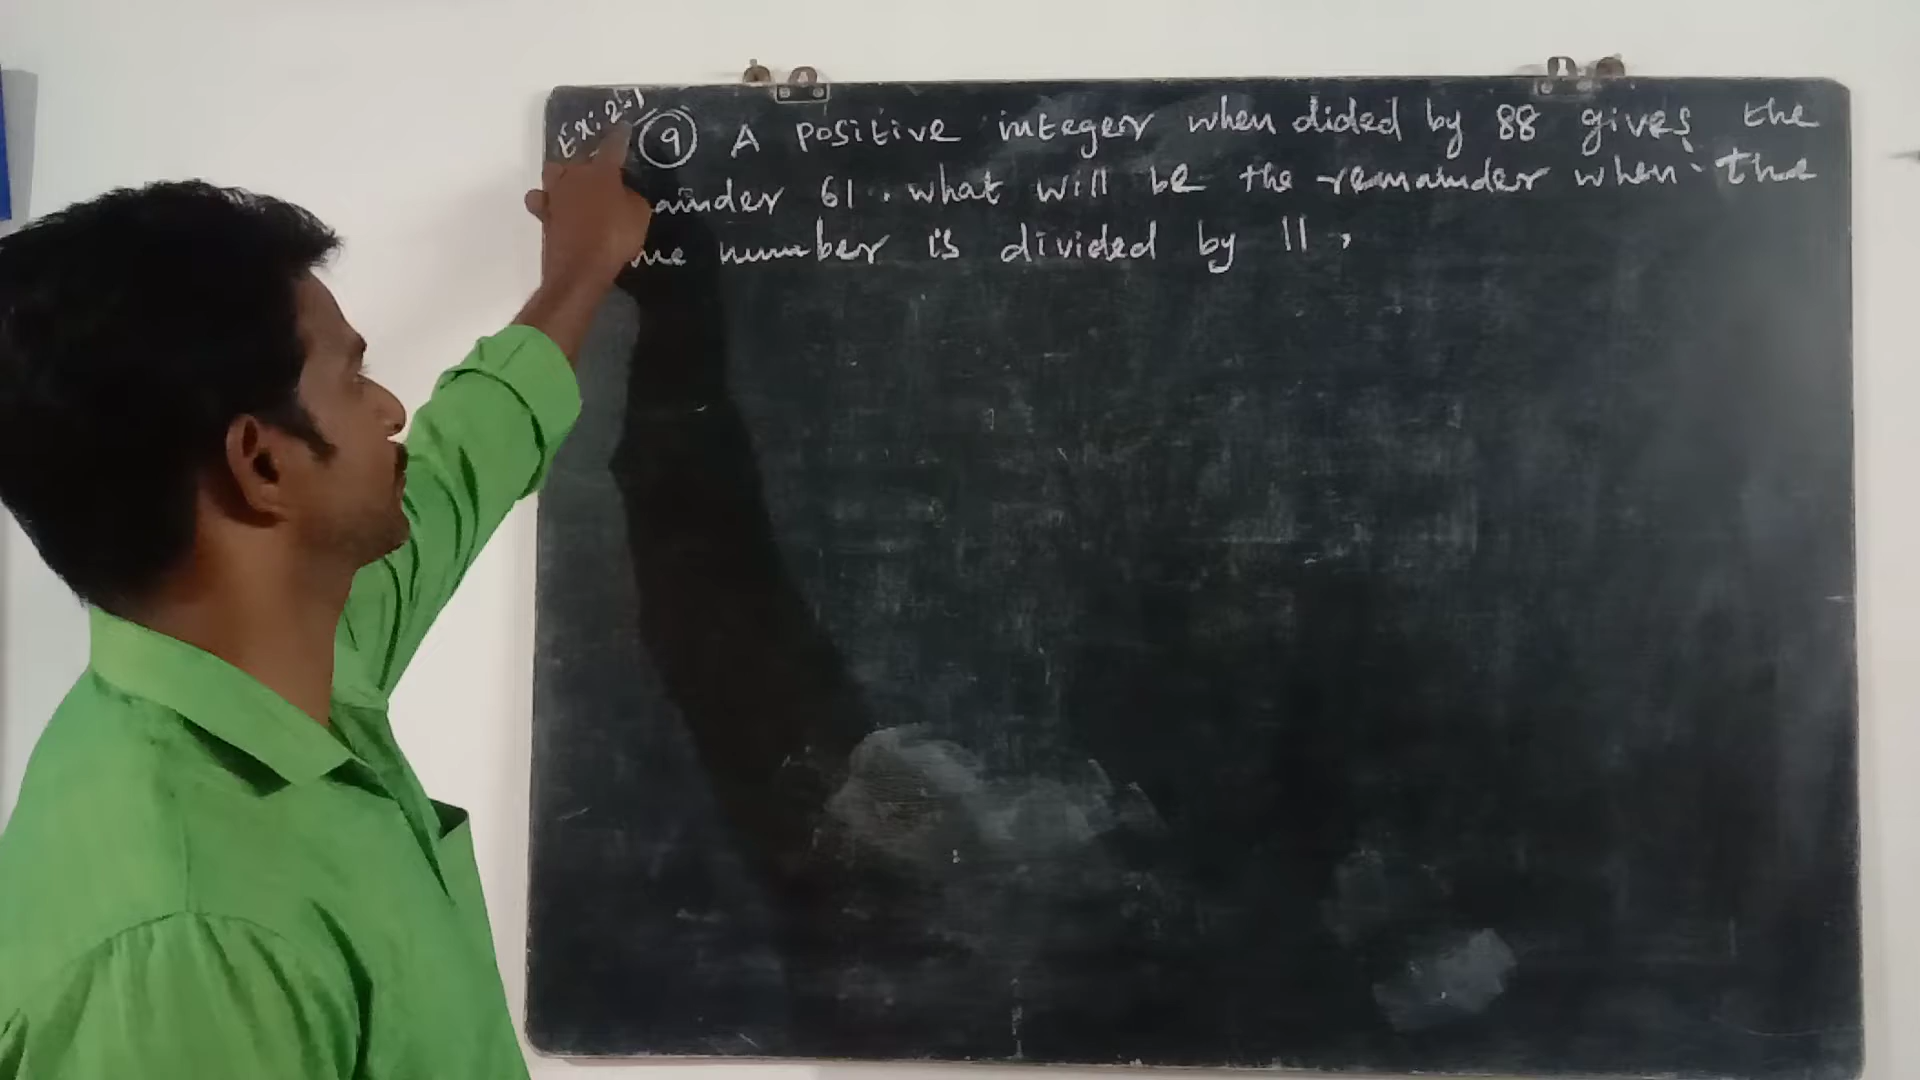 Ex: 2.1
9 A positive integer when dided by 88 gives the
ainder 61. what will be the remainder when the
me number is divided by 11,